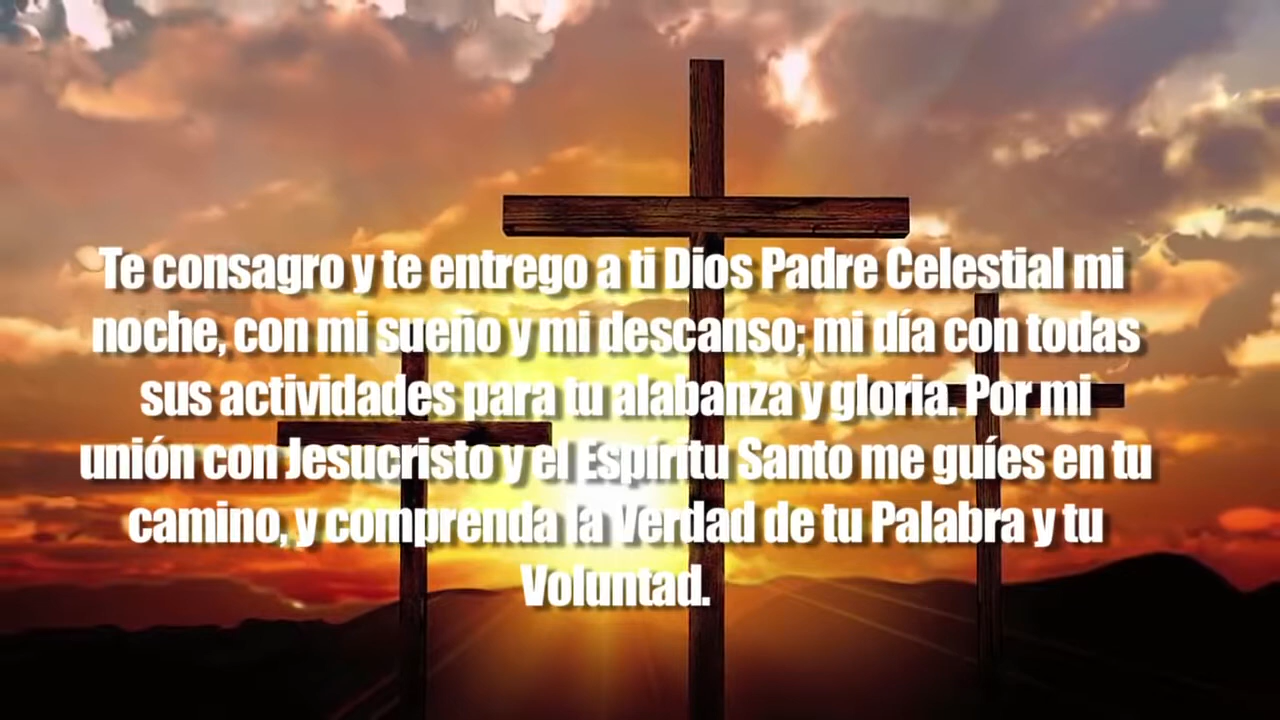 Te consagro y te entrego a ti Dios Padre Celestial mi
noche, con mi sueño y mi descanso; mi día con todas
sus actividades para tu alabanza y gloria. Por mi
unión con Jesucristo y el Espíritu Santo me guíes en tu
camino, y comprenda la Verdad de tu Palabra y tu
Voluntad.